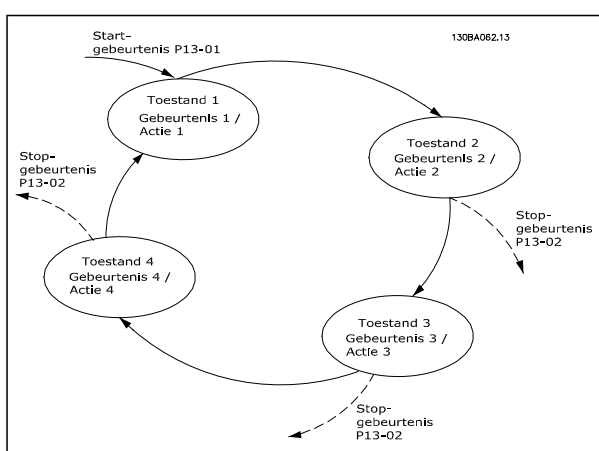 Start-
gebeurtenis P13-01
130BA062.13
Toestand 1
Gebeurtenis 1 /
Actie 1
Toestand 2
Gebeurtenis 2 /
Actie 2
Stop-
gebeurtenis
P13-02
Stop-
gebeurtenis
P13-02
Toestand 4
Gebeurtenis 4 /
Actie 4
Toestand 3
Gebeurtenis 3 /
Actie 3
Stop-
gebeurtenis
P13-02